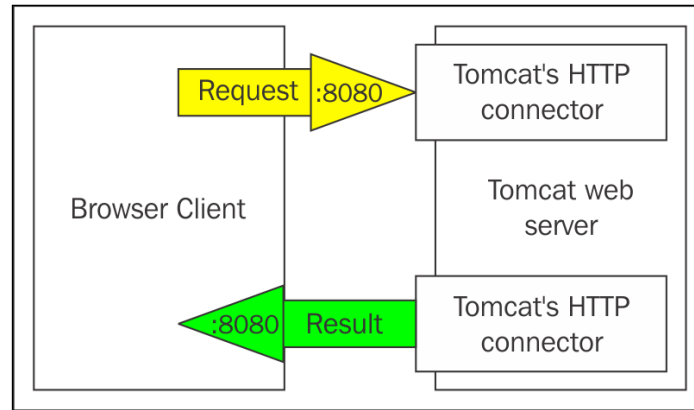 Request :8080
Tomcat's HTTP
connector
Browser Client
Tomcat web
server
:8080 Result
Tomcat's HTTP
connector